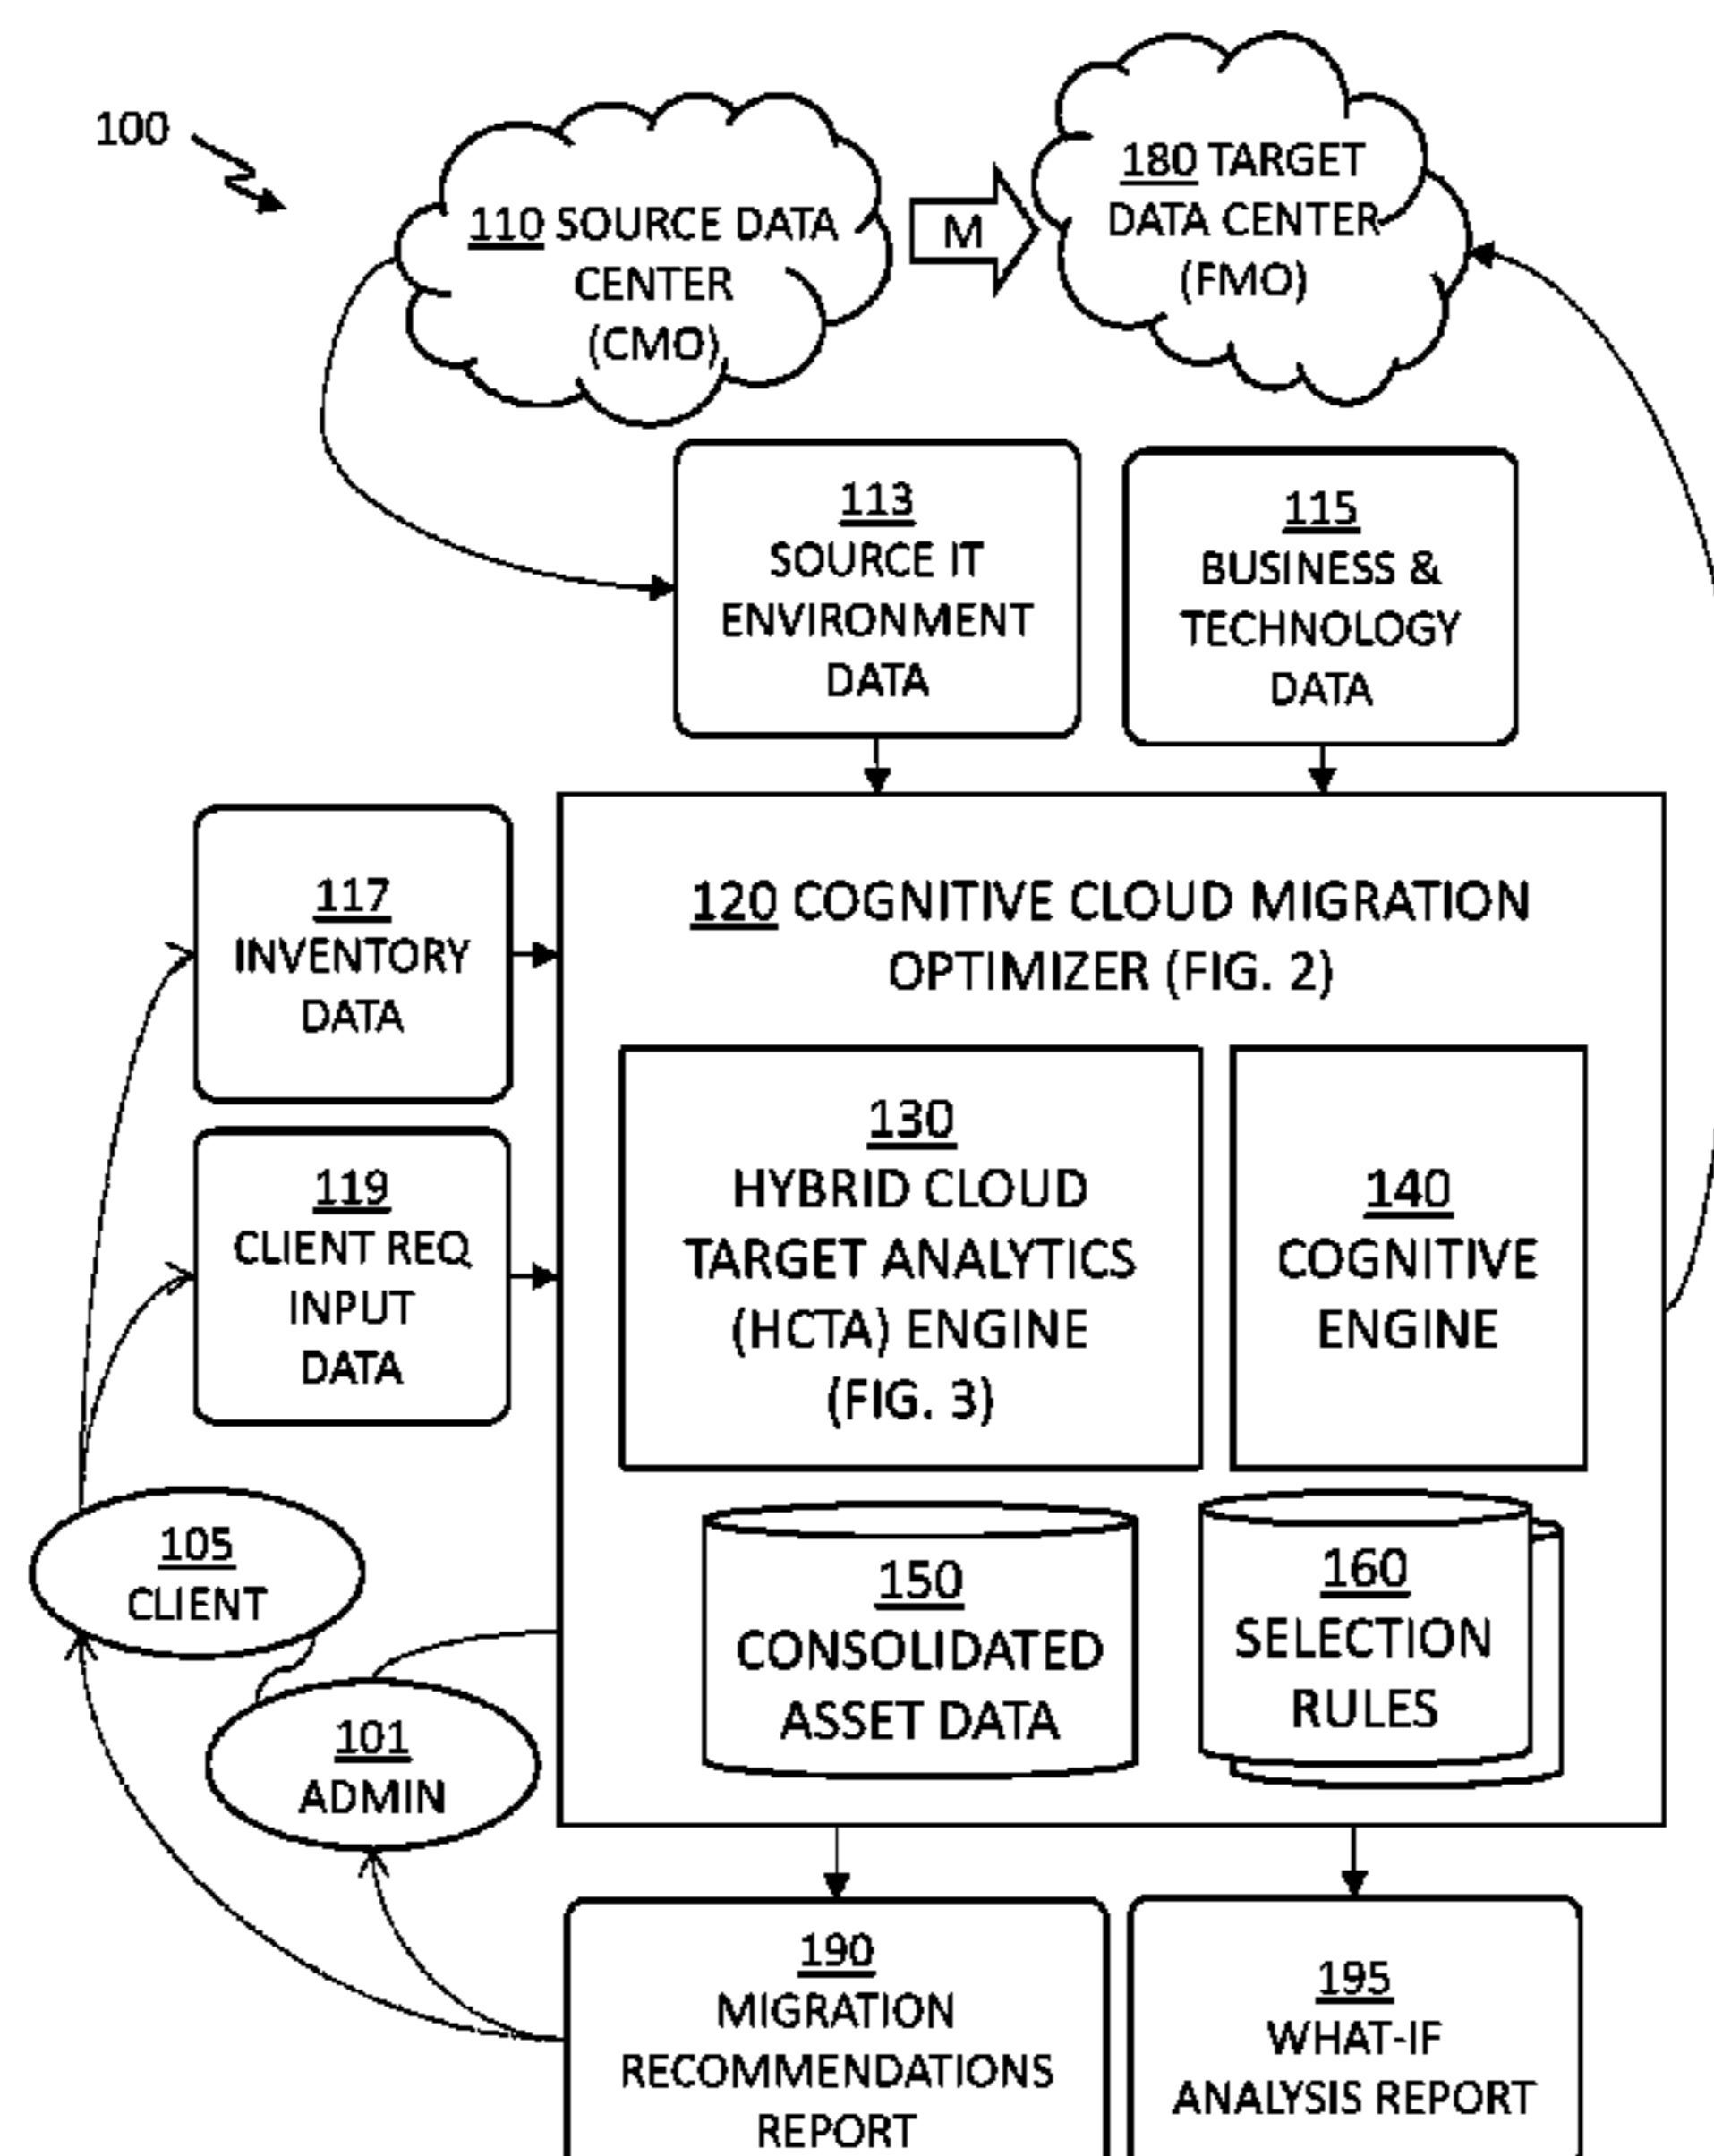 100
110 SOURCE DATA
CENTER
(CMO)
M
180 TARGET
DATA CENTER
(FMO)
113
SOURCE IT
ENVIRONMENT
DATA
115
BUSINESS &
TECHNOLOGY
DATA
117
INVENTORY
DATA
119
CLIENT REQ
INPUT
DATA
120 COGNITIVE CLOUD MIGRATION
OPTIMIZER (FIG. 2)
130
HYBRID CLOUD
TARGET ANALYTICS
(HCTA) ENGINE
(FIG. 3)
140
COGNITIVE
ENGINE
105
CLIENT
101
ADMIN
150
CONSOLIDATED
ASSET DATA
160
SELECTION
RULES
190
MIGRATION
RECOMMENDATIONS
REPORT
195
WHAT-IF
ANALYSIS REPORT